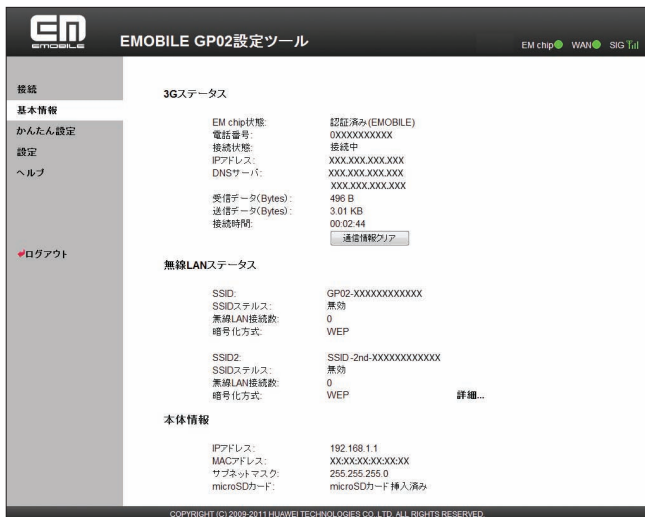 EM
EMOBILE
EMOBILE GP02設定ツール
EM chip WAN SIG
接続
基本情報
かんたん設定
設定
ヘルプ
ログアウト
3Gステータス
EM chip状態: 認証済み(EMOBILE)
電話番号: 0XXXXXXXXXX
接続状態: 接続中
IPアドレス: XXX.XXX.XXX.XXX
DNSサーバ: XXX.XXX.XXX.XXX
XXX.XXX.XXX.XXX
受信データ(Bytes): 496 B
送信データ(Bytes): 3.01 KB
接続時間: 00:02:44
通信情報クリア
無線LANステータス
SSID: GP02-XXXXXXXXXXXX
SSIDステルス: 無効
無線LAN接続数: 0
暗号化方式: WEP
SSID2: SSID-2nd-XXXXXXXXXXXX
SSIDステルス: 無効
無線LAN接続数: 0
暗号化方式: WEP 詳細...
本体情報
IPアドレス: 192.168.1.1
MACアドレス: XX:XX:XX:XX:XX:XX
サブネットマスク: 255.255.255.0
microSDカード: microSDカード挿入済み
COPYRIGHT (C) 2009-2011 HUAWEI TECHNOLOGIES CO. LTD. ALL RIGHTS RESERVED.